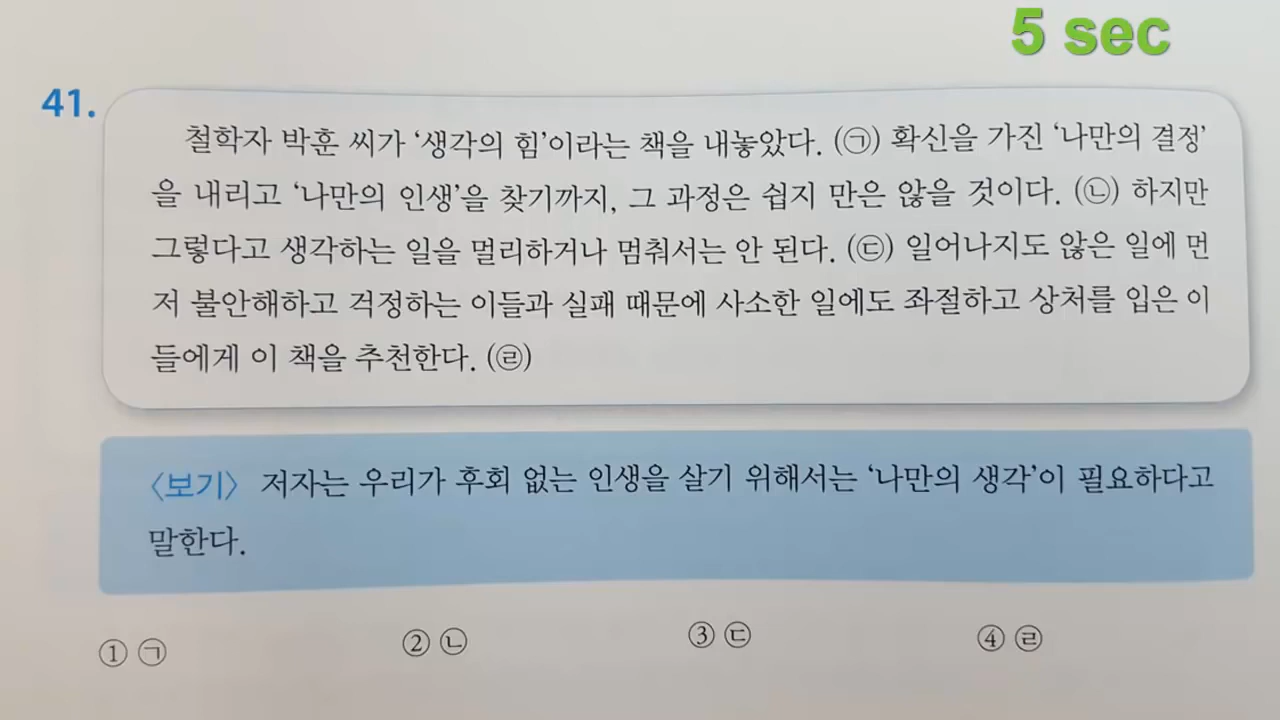 5 sec
41.
철학자 박훈 씨가 ‘생각의 힘’이라는 책을 내놓았다. (㉠) 확신을 가진 ‘나만의 결정’
을 내리고 ‘나만의 인생’을 찾기까지, 그 과정은 쉽지 만은 않을 것이다. (㉡) 하지만
그렇다고 생각하는 일을 멀리하거나 멈춰서는 안 된다. (㉢) 일어나지도 않은 일에 먼
저 불안해하고 걱정하는 이들과 실패 때문에 사소한 일에도 좌절하고 상처를 입은 이
들에게 이 책을 추천한다. (㉣)
〈보기〉 저자는 우리가 후회 없는 인생을 살기 위해서는 ‘나만의 생각’이 필요하다고
말한다.
① ㉠ ② ㉡ ③ ㉢ ④ ㉣